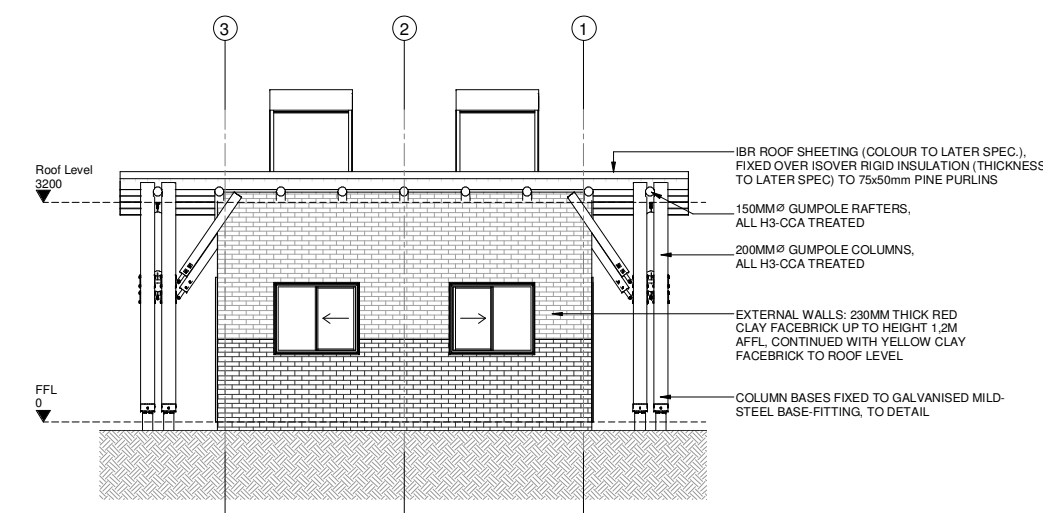 3
2
1
Roof Level
3200
IBR ROOF SHEETING (COLOUR TO LATER SPEC.),
FIXED OVER ISOVER RIGID INSULATION (THICKNESS
TO LATER SPEC) TO 75x50mm PINE PURLINS
150MMØ GUMPOLE RAFTERS,
ALL H3-CCA TREATED
200MMØ GUMPOLE COLUMNS,
ALL H3-CCA TREATED
EXTERNAL WALLS: 230MM THICK RED
CLAY FACEBRICK UP TO HEIGHT 1,2M
AFFL, CONTINUED WITH YELLOW CLAY
FACEBRICK TO ROOF LEVEL
FFL
0
COLUMN BASES FIXED TO GALVANISED MILD-
STEEL BASE-FITTING, TO DETAIL